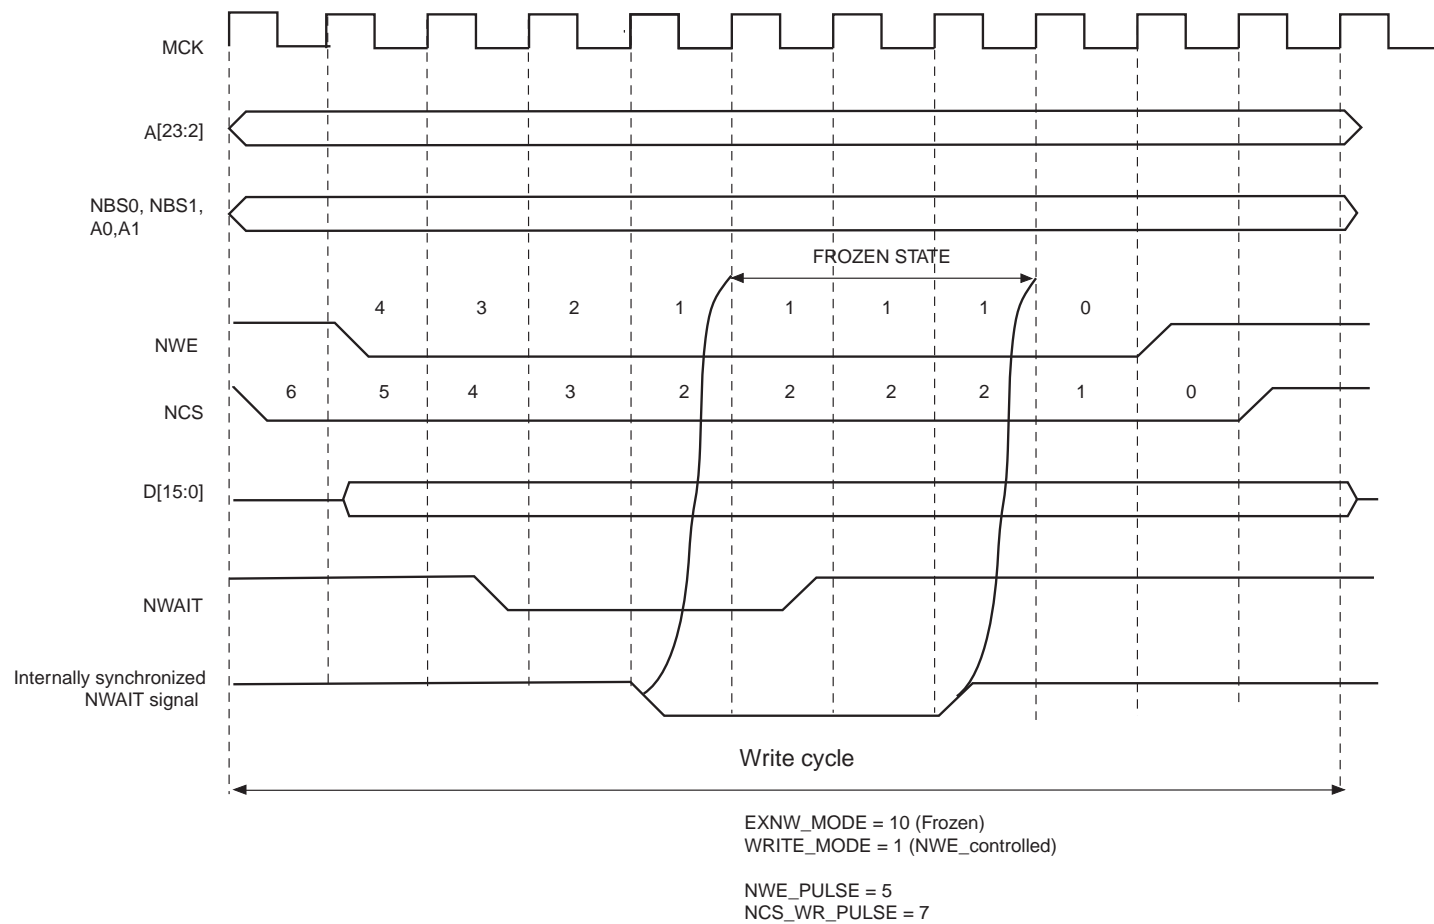 MCK
A[23:2]
NBS0, NBS1,
A0,A1
FROZEN STATE
4 3 2 1 1 1 1 0
NWE
6 5 4 3 2 2 2 2 1 0
NCS
D[15:0]
NWAIT
Internally synchronized
NWAIT signal
Write cycle
EXNW_MODE = 10 (Frozen)
WRITE_MODE = 1 (NWE_controlled)
NWE_PULSE = 5
NCS_WR_PULSE = 7